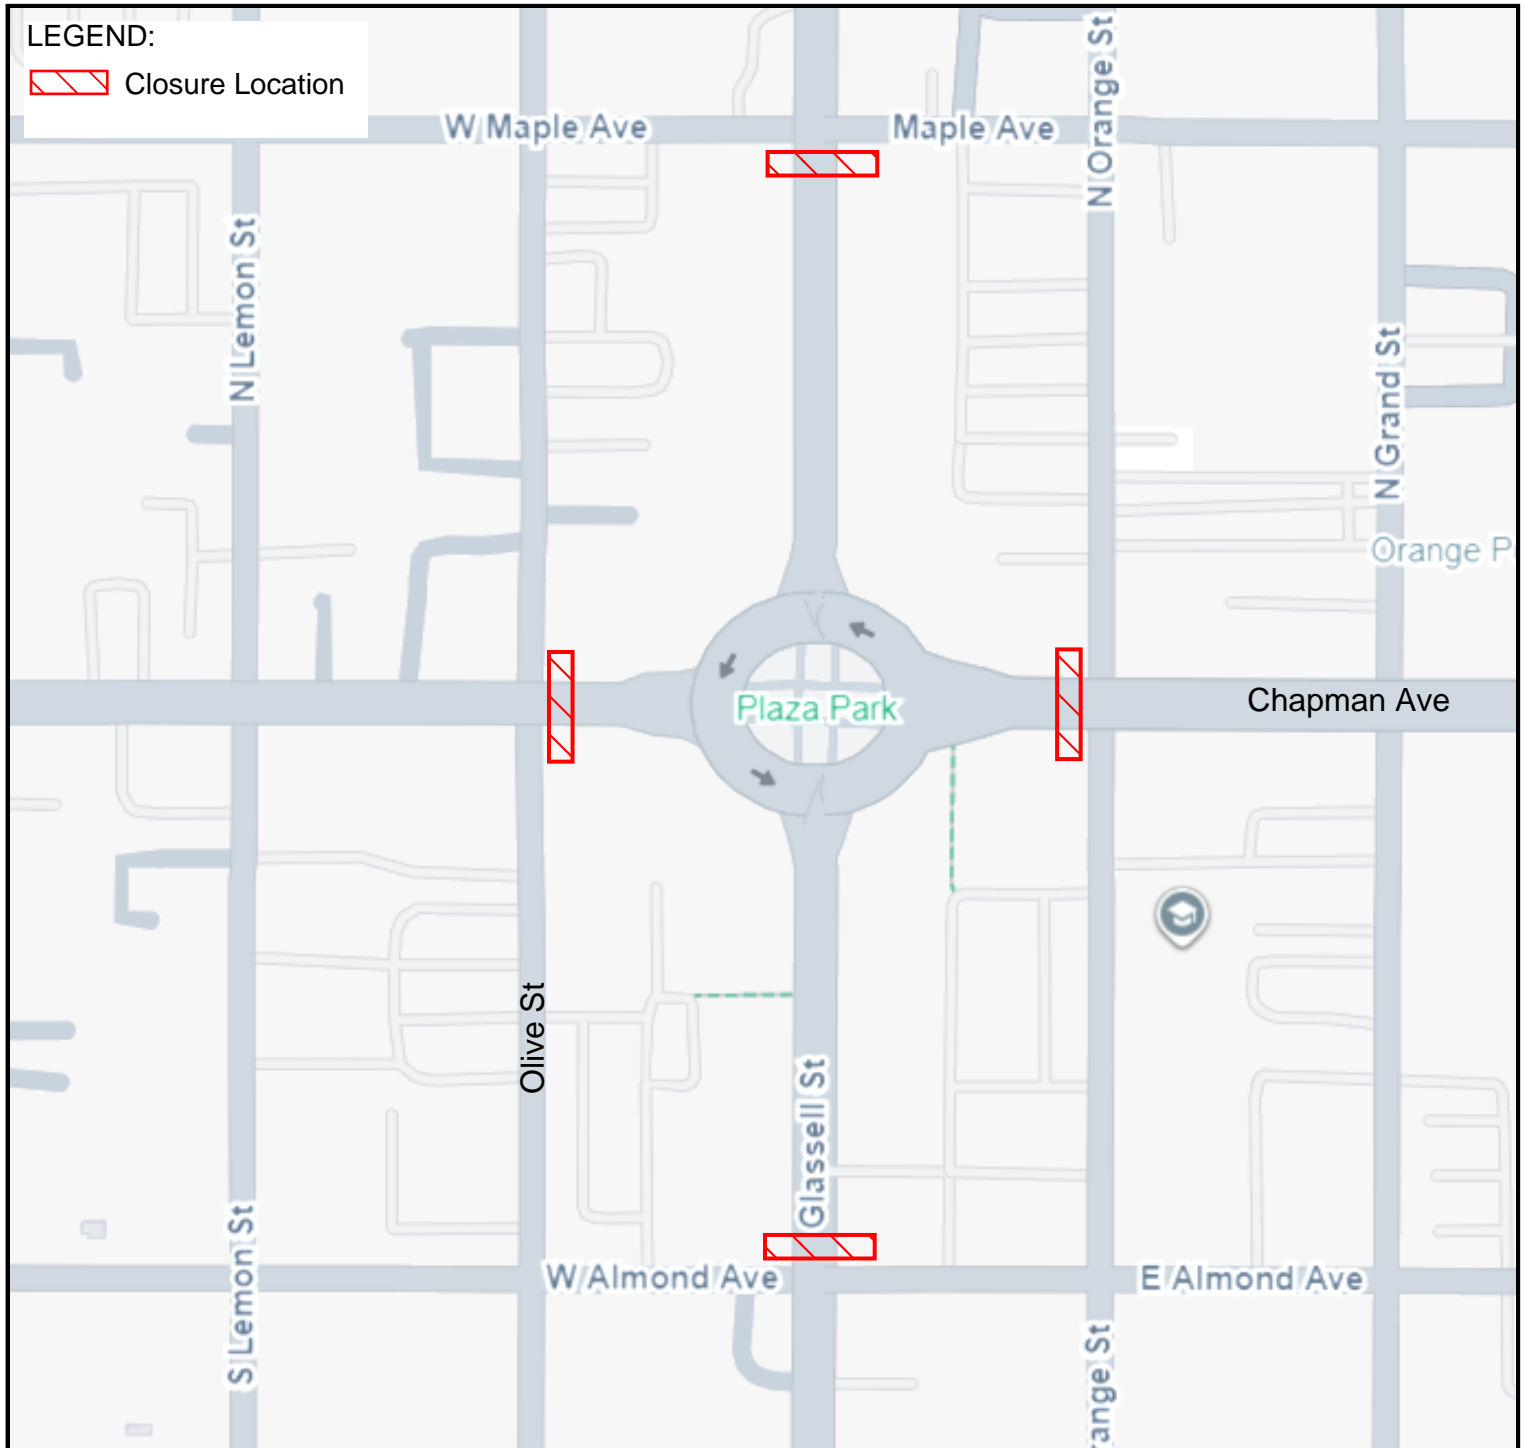 LEGEND:
Closure Location
W Maple Ave
Maple Ave
N Orange St
N Lemon St
N Grand St
Orange P
Plaza Park
Chapman Ave
Olive St
Glassell St
S Lemon St
W Almond Ave
E Almond Ave
range St